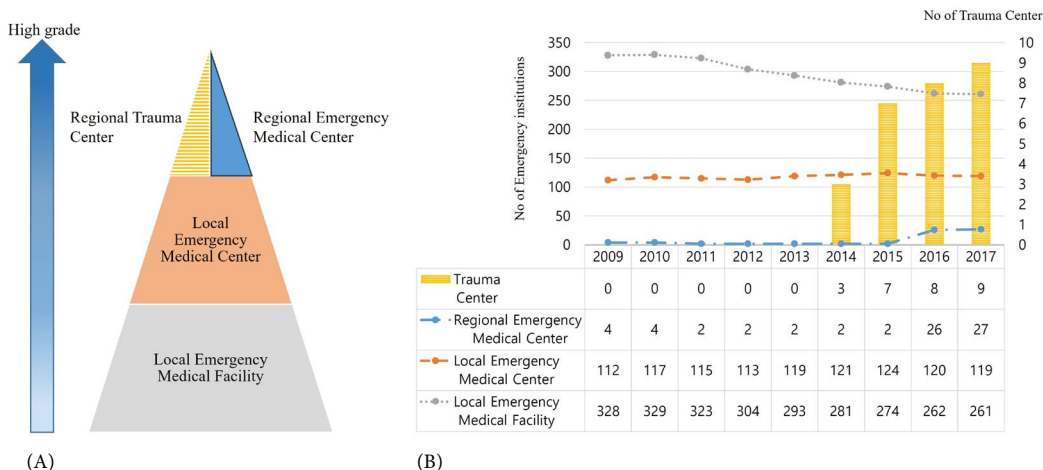 High grade
Regional Trauma
Center
Regional Emergency
Medical Center
Local
Emergency
Medical Center
Local Emergency
Medical Facility
(A)
No of Trauma Center
No of Emergency institutions
350
300
250
200
150
100
50
0
10
9
8
7
6
5
4
3
2
1
0
2009 2010 2011 2012 2013 2014 2015 2016 2017
Trauma
Center
0 0 0 0 0 3 7 8 9
Regional Emergency
Medical Center
4 4 2 2 2 2 2 26 27
Local Emergency
Medical Center
112 117 115 113 119 121 124 120 119
Local Emergency
Medical Facility
328 329 323 304 293 281 274 262 261
(B)